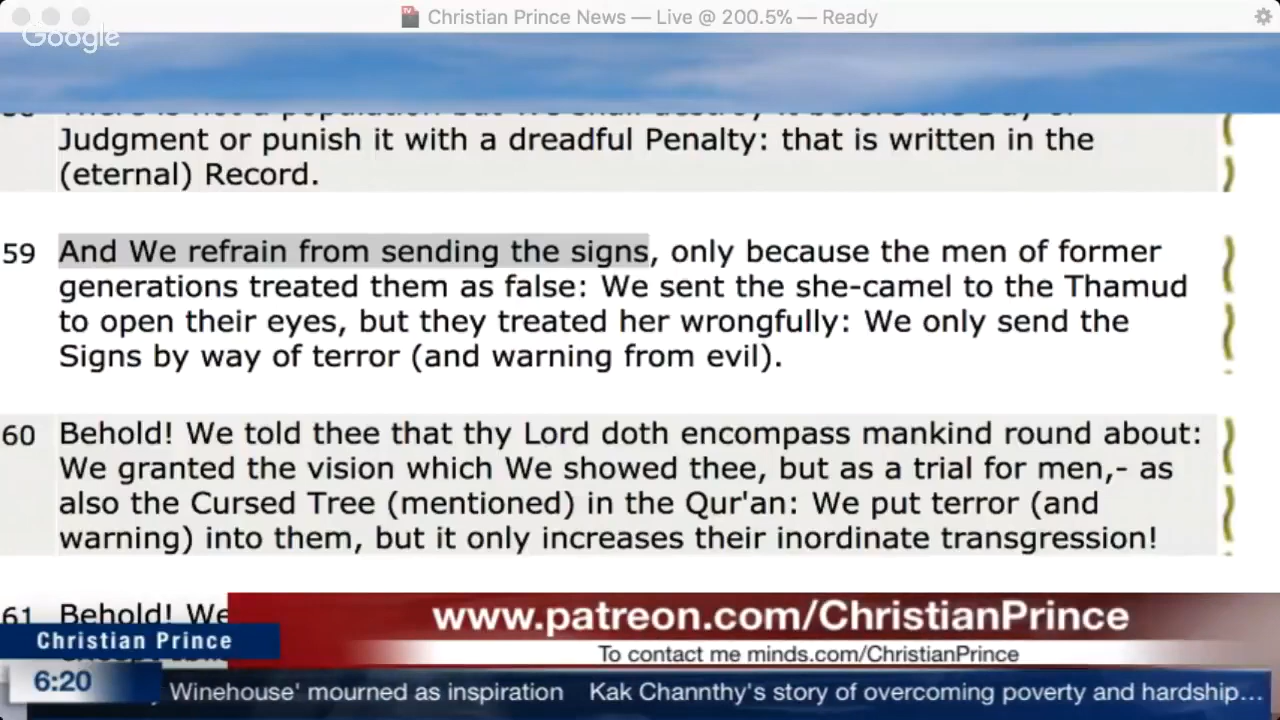 Christian Prince News — Live @ 200.5% — Ready
Google
Judgment or punish it with a dreadful Penalty: that is written in the
(eternal) Record.
59 And We refrain from sending the signs, only because the men of former
generations treated them as false: We sent the she-camel to the Thamud
to open their eyes, but they treated her wrongfully: We only send the
Signs by way of terror (and warning from evil).
60 Behold! We told thee that thy Lord doth encompass mankind round about:
We granted the vision which We showed thee, but as a trial for men,- as
also the Cursed Tree (mentioned) in the Qur'an: We put terror (and
warning) into them, but it only increases their inordinate transgression!
61 Behold! We
www.patreon.com/ChristianPrince
Christian Prince
To contact me minds.com/ChristianPrince
6:20
Winehouse' mourned as inspiration Kak Channthy's story of overcoming poverty and hardship...